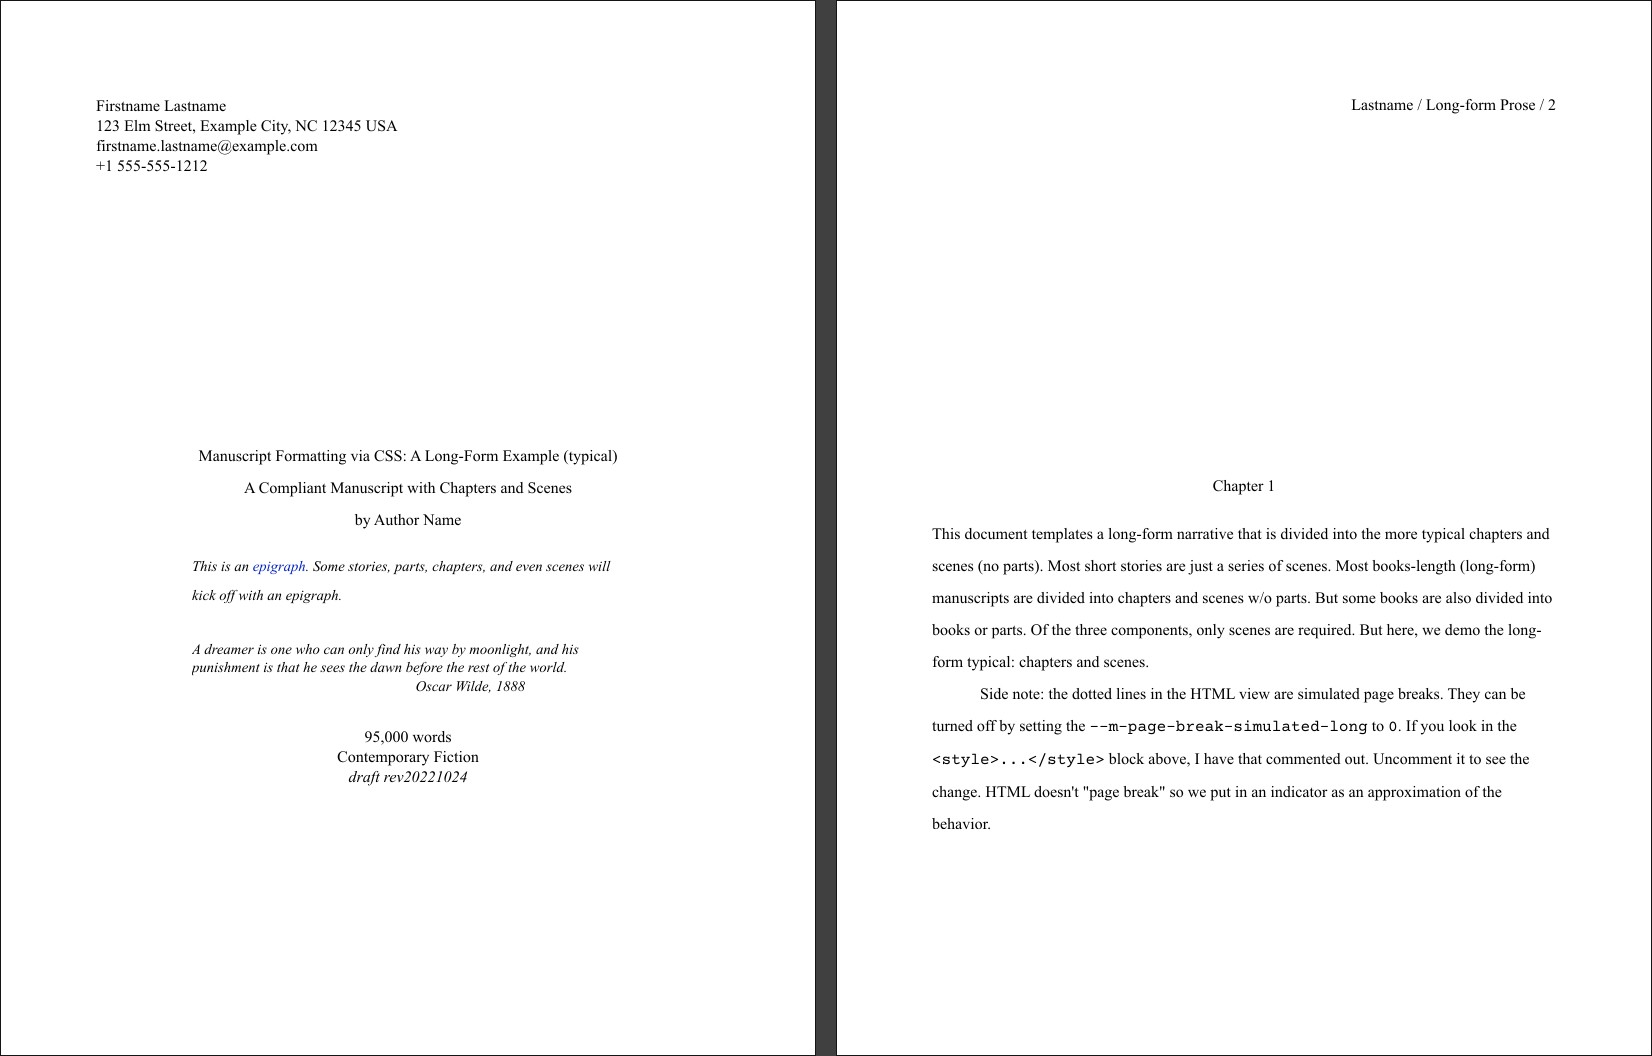 Firstname Lastname
123 Elm Street, Example City, NC 12345 USA
firstname.lastname@example.com
+1 555-555-1212
Manuscript Formatting via CSS: A Long-Form Example (typical)
A Compliant Manuscript with Chapters and Scenes
by Author Name
This is an epigraph. Some stories, parts, chapters, and even scenes will
kick off with an epigraph.
A dreamer is one who can only find his way by moonlight, and his
punishment is that he sees the dawn before the rest of the world.
Oscar Wilde, 1888
95,000 words
Contemporary Fiction
draft rev20221024
Lastname / Long-form Prose / 2
Chapter 1
This document templates a long-form narrative that is divided into the more typical chapters and
scenes (no parts). Most short stories are just a series of scenes. Most books-length (long-form)
manuscripts are divided into chapters and scenes w/o parts. But some books are also divided into
books or parts. Of the three components, only scenes are required. But here, we demo the long-
form typical: chapters and scenes.
Side note: the dotted lines in the HTML view are simulated page breaks. They can be
turned off by setting the --m-page-break-simulated-long to 0. If you look in the
<style>...</style> block above, I have that commented out. Uncomment it to see the
change. HTML doesn't "page break" so we put in an indicator as an approximation of the
behavior.